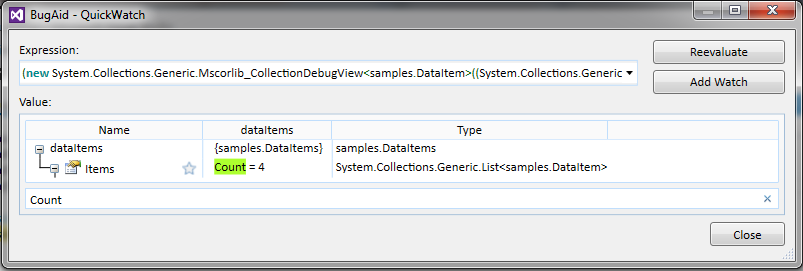 BugAid - QuickWatch
Expression:
Reevaluate
(new System.Collections.Generic.Mscorlib_CollectionDebugView<samples.DataItem>((System.Collections.Generic
Add Watch
Value:
Name dataItems Type
dataItems {samples.DataItems} samples.DataItems
Items Count = 4 System.Collections.Generic.List<samples.DataItem>
Count
Close